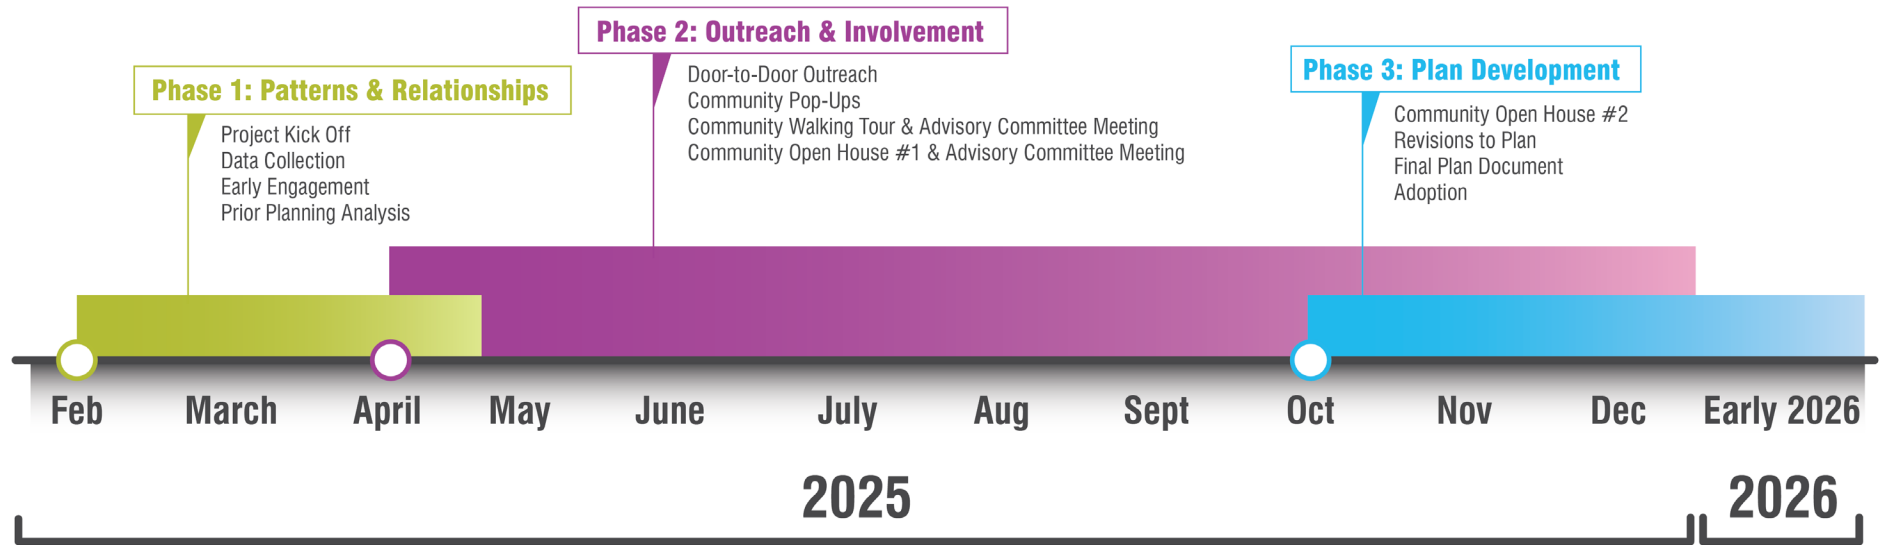 Phase 1: Patterns & Relationships
Project Kick Off
Data Collection
Early Engagement
Prior Planning Analysis
Phase 2: Outreach & Involvement
Door-to-Door Outreach
Community Pop-Ups
Community Walking Tour & Advisory Committee Meeting
Community Open House #1 & Advisory Committee Meeting
Phase 3: Plan Development
Community Open House #2
Revisions to Plan
Final Plan Document
Adoption
Feb March April May June July Aug Sept Oct Nov Dec Early 2026
2025 2026